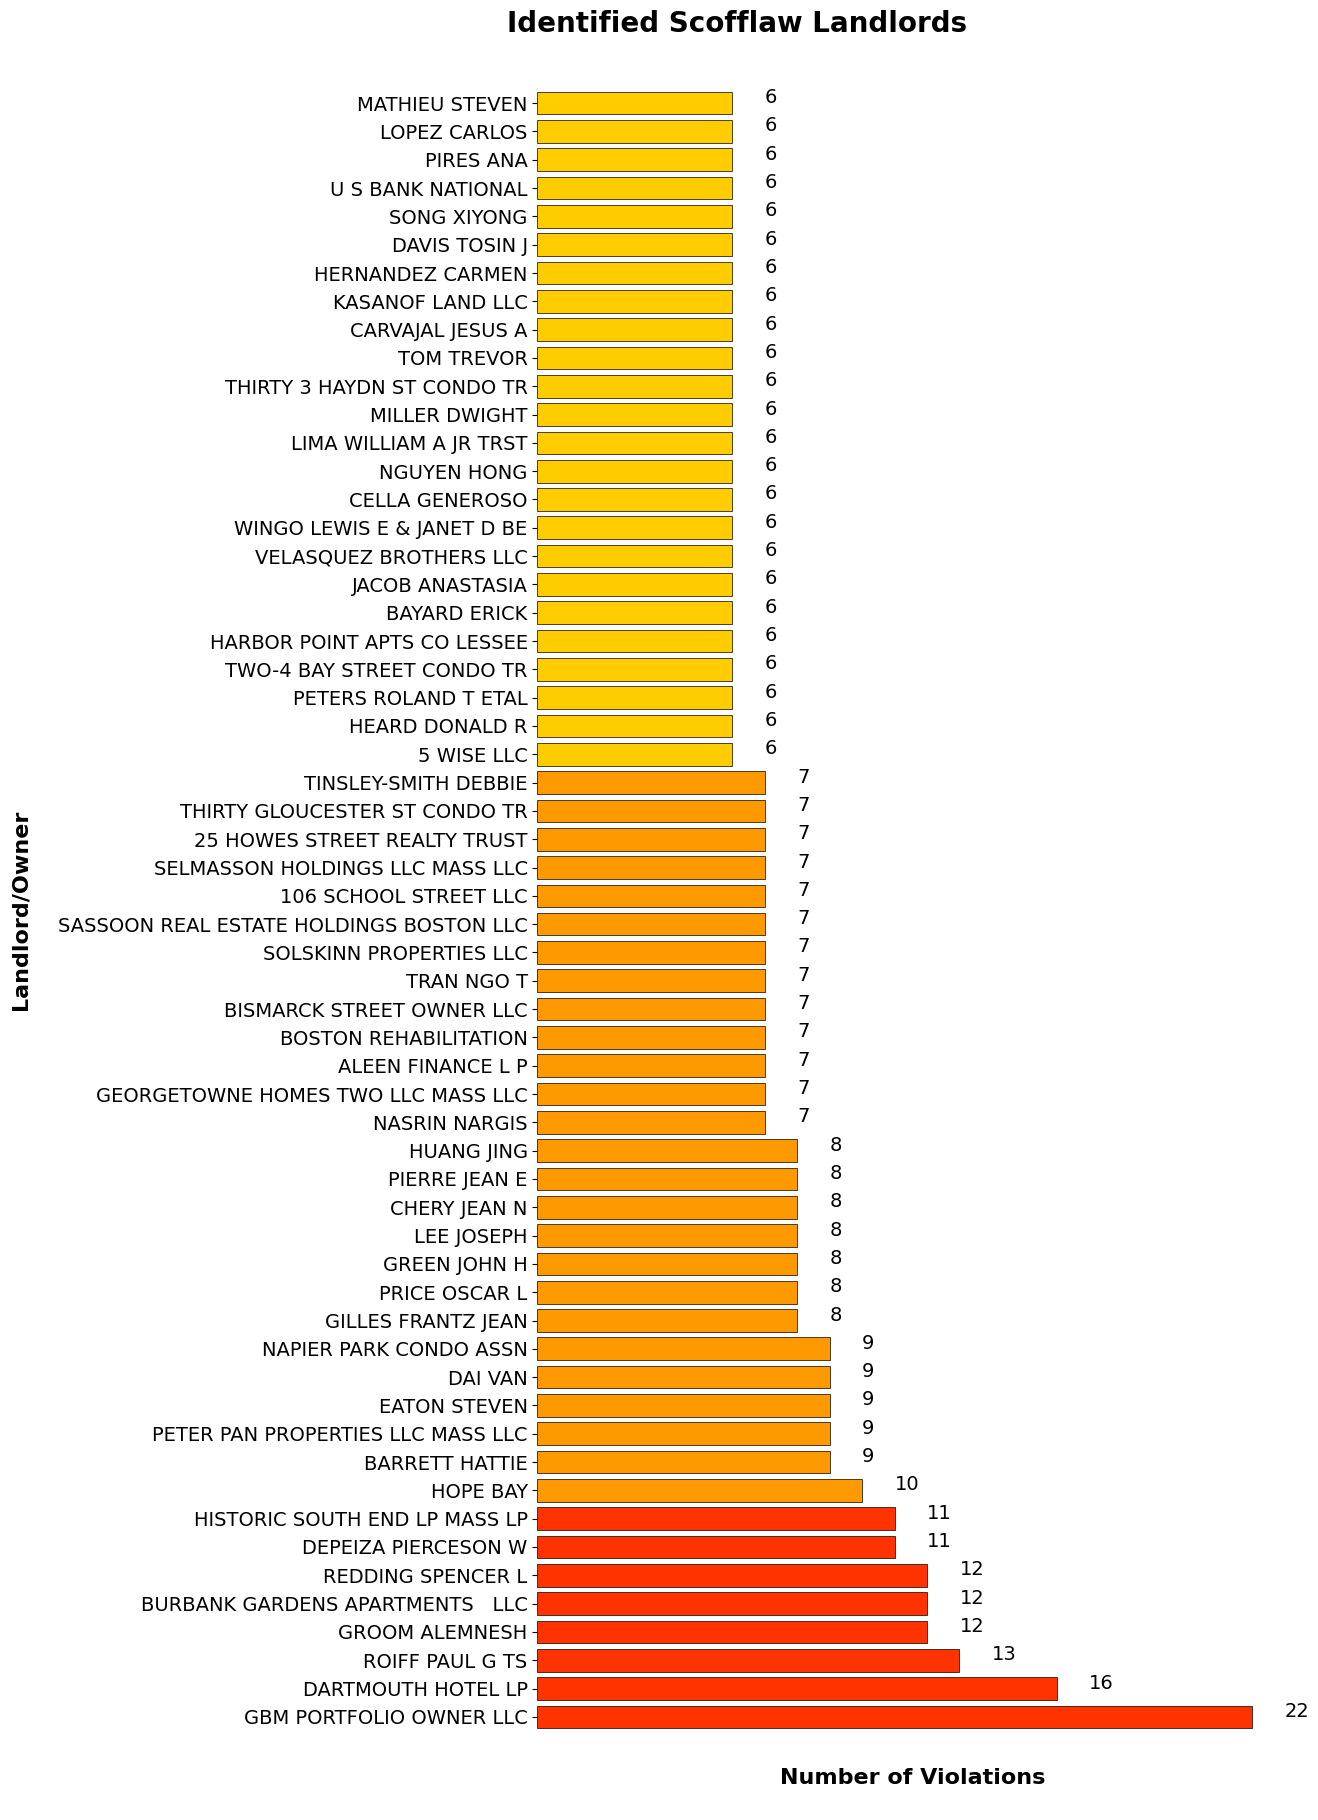 Identified Scofflaw Landlords
MATHIEU STEVEN 6
LOPEZ CARLOS 6
PIRES ANA 6
U S BANK NATIONAL 6
SONG XIYONG 6
DAVIS TOSIN J 6
HERNANDEZ CARMEN 6
KASANOF LAND LLC 6
CARVAJAL JESUS A 6
TOM TREVOR 6
THIRTY 3 HAYDN ST CONDO TR 6
MILLER DWIGHT 6
LIMA WILLIAM A JR TRST 6
NGUYEN HONG 6
CELLA GENEROSO 6
WINGO LEWIS E & JANET D BE 6
VELASQUEZ BROTHERS LLC 6
JACOB ANASTASIA 6
BAYARD ERICK 6
HARBOR POINT APTS CO LESSEE 6
TWO-4 BAY STREET CONDO TR 6
PETERS ROLAND T ETAL 6
HEARD DONALD R 6
5 WISE LLC 6
TINSLEY-SMITH DEBBIE 7
THIRTY GLOUCESTER ST CONDO TR 7
25 HOWES STREET REALTY TRUST 7
SELMASSON HOLDINGS LLC MASS LLC 7
106 SCHOOL STREET LLC 7
SASSOON REAL ESTATE HOLDINGS BOSTON LLC 7
SOLSKINN PROPERTIES LLC 7
TRAN NGO T 7
BISMARCK STREET OWNER LLC 7
BOSTON REHABILITATION 7
ALEEN FINANCE L P 7
GEORGETOWNE HOMES TWO LLC MASS LLC 7
NASRIN NARGIS 7
HUANG JING 8
PIERRE JEAN E 8
CHERY JEAN N 8
LEE JOSEPH 8
GREEN JOHN H 8
PRICE OSCAR L 8
GILLES FRANTZ JEAN 8
NAPIER PARK CONDO ASSN 9
DAI VAN 9
EATON STEVEN 9
PETER PAN PROPERTIES LLC MASS LLC 9
BARRETT HATTIE 9
HOPE BAY 10
HISTORIC SOUTH END LP MASS LP 11
DEPEIZA PIERCESON W 11
REDDING SPENCER L 12
BURBANK GARDENS APARTMENTS   LLC 12
GROOM ALEMNESH 12
ROIFF PAUL G TS 13
DARTMOUTH HOTEL LP 16
GBM PORTFOLIO OWNER LLC 22
Landlord/Owner
Number of Violations